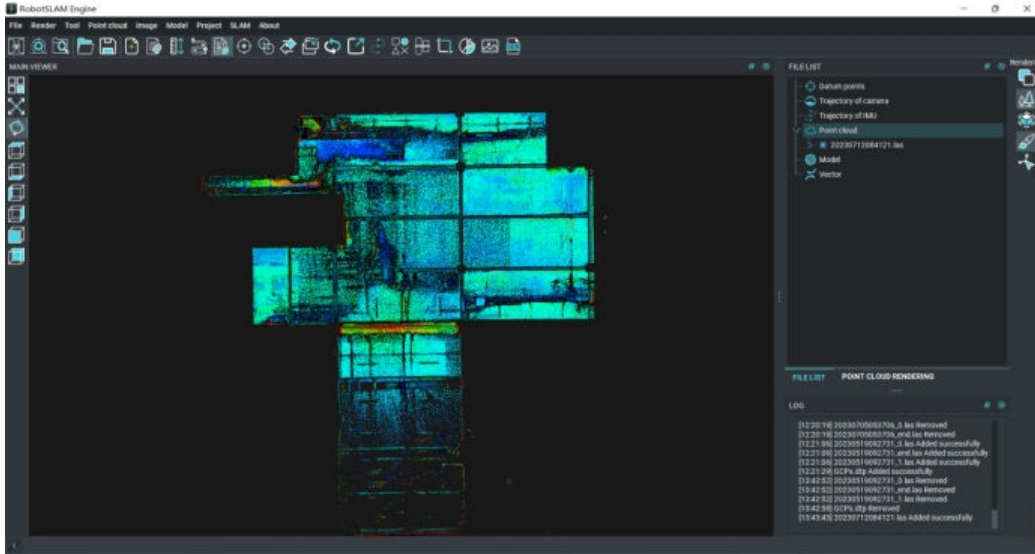 RobotSLAM Engine
File Render Tool Point cloud Image Model Project SLAM About
MAIN VIEWER
FILE LIST
Render
Datum points
Trajectory of camera
Trajectory of IMU
Point cloud
20230712084121.las
Model
Vector
FILE LIST POINT CLOUD RENDERING
LOG
[12:20:19] 20230705053706_0.las Removed
[12:20:19] 20230705053706_end.las Removed
[12:21:06] 20230519092731_0.las Added successfully
[12:21:06] 20230519092731_end.las Added successfully
[12:21:06] 20230519092731_1.las Added successfully
[12:21:29] GCPs.dtp Added successfully
[13:42:52] 20230519092731_0.las Removed
[13:42:52] 20230519092731_end.las Removed
[13:42:52] 20230519092731_1.las Removed
[13:42:58] GCPs.dtp Removed
[13:43:43] 20230712084121.las Added successfully